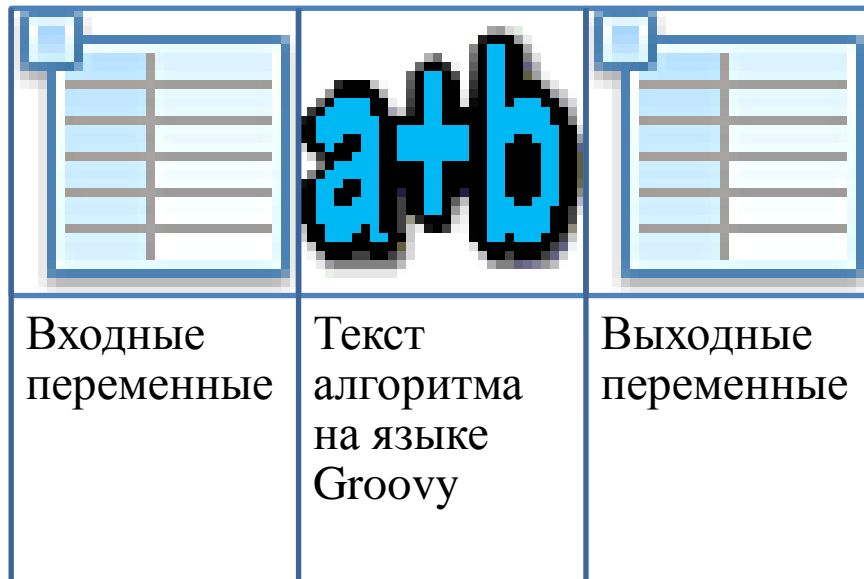 a+b
Входные
переменные
Текст
алгоритма
на языке
Groovy
Выходные
переменные